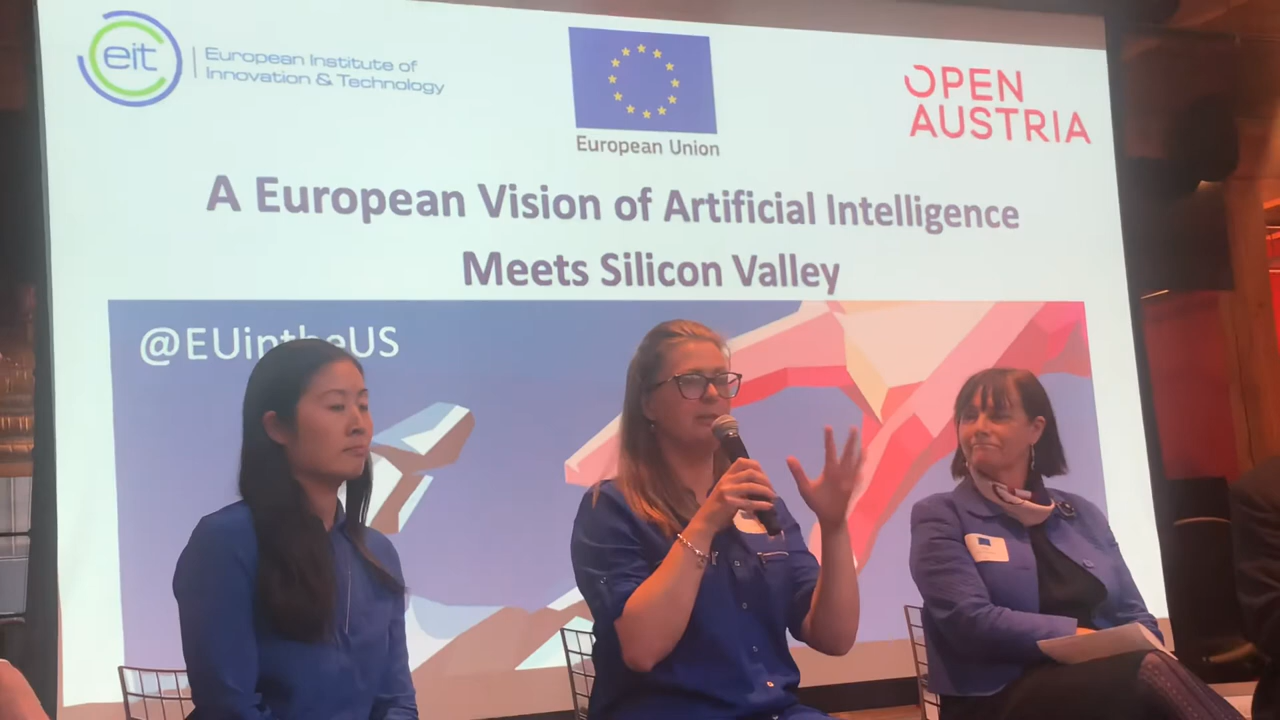 eit
European Institute of
Innovation & Technology
European Union
OPEN
AUSTRIA
A European Vision of Artificial Intelligence
Meets Silicon Valley
@EUintheUS